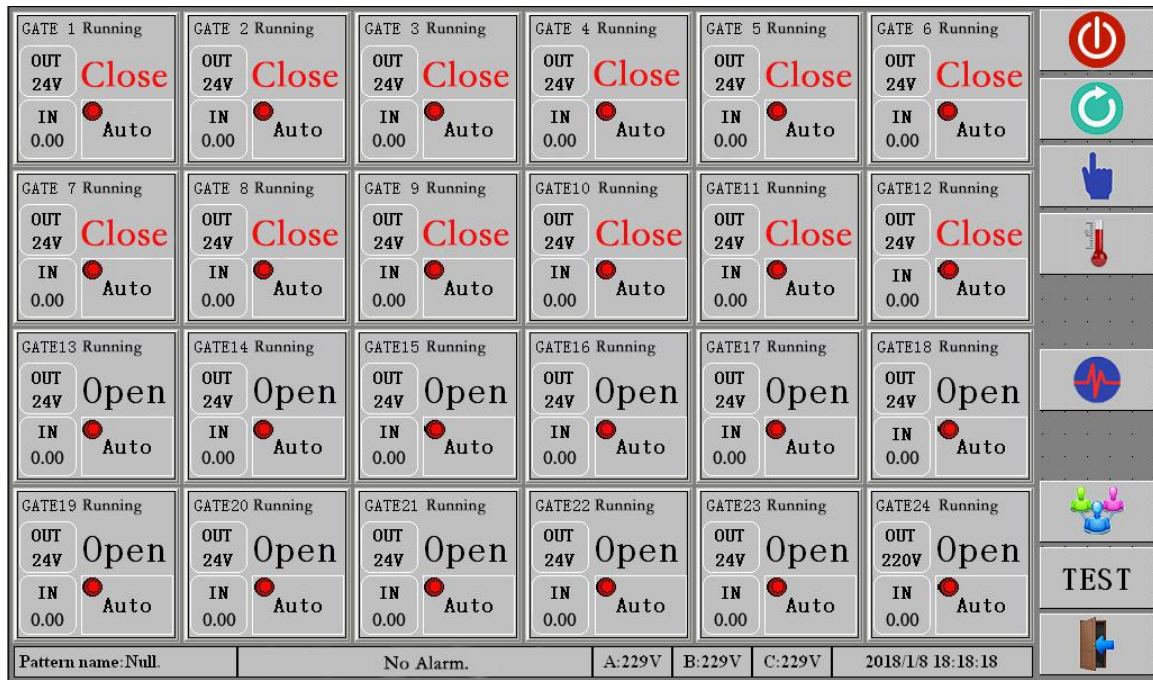 GATE 1 Running GATE 2 Running GATE 3 Running GATE 4 Running GATE 5 Running GATE 6 Running
OUT 24V Close OUT 24V Close OUT 24V Close OUT 24V Close OUT 24V Close OUT 24V Close
IN 0.00 Auto IN 0.00 Auto IN 0.00 Auto IN 0.00 Auto IN 0.00 Auto IN 0.00 Auto
GATE 7 Running GATE 8 Running GATE 9 Running GATE10 Running GATE11 Running GATE12 Running
OUT 24V Close OUT 24V Close OUT 24V Close OUT 24V Close OUT 24V Close OUT 24V Close
IN 0.00 Auto IN 0.00 Auto IN 0.00 Auto IN 0.00 Auto IN 0.00 Auto IN 0.00 Auto
GATE13 Running GATE14 Running GATE15 Running GATE16 Running GATE17 Running GATE18 Running
OUT 24V Open OUT 24V Open OUT 24V Open OUT 24V Open OUT 24V Open OUT 24V Open
IN 0.00 Auto IN 0.00 Auto IN 0.00 Auto IN 0.00 Auto IN 0.00 Auto IN 0.00 Auto
GATE19 Running GATE20 Running GATE21 Running GATE22 Running GATE23 Running GATE24 Running
OUT 24V Open OUT 24V Open OUT 24V Open OUT 24V Open OUT 24V Open OUT 220V Open
IN 0.00 Auto IN 0.00 Auto IN 0.00 Auto IN 0.00 Auto IN 0.00 Auto IN 0.00 Auto
TEST
Pattern name:Null. No Alarm. A:229V B:229V C:229V 2018/1/8 18:18:18